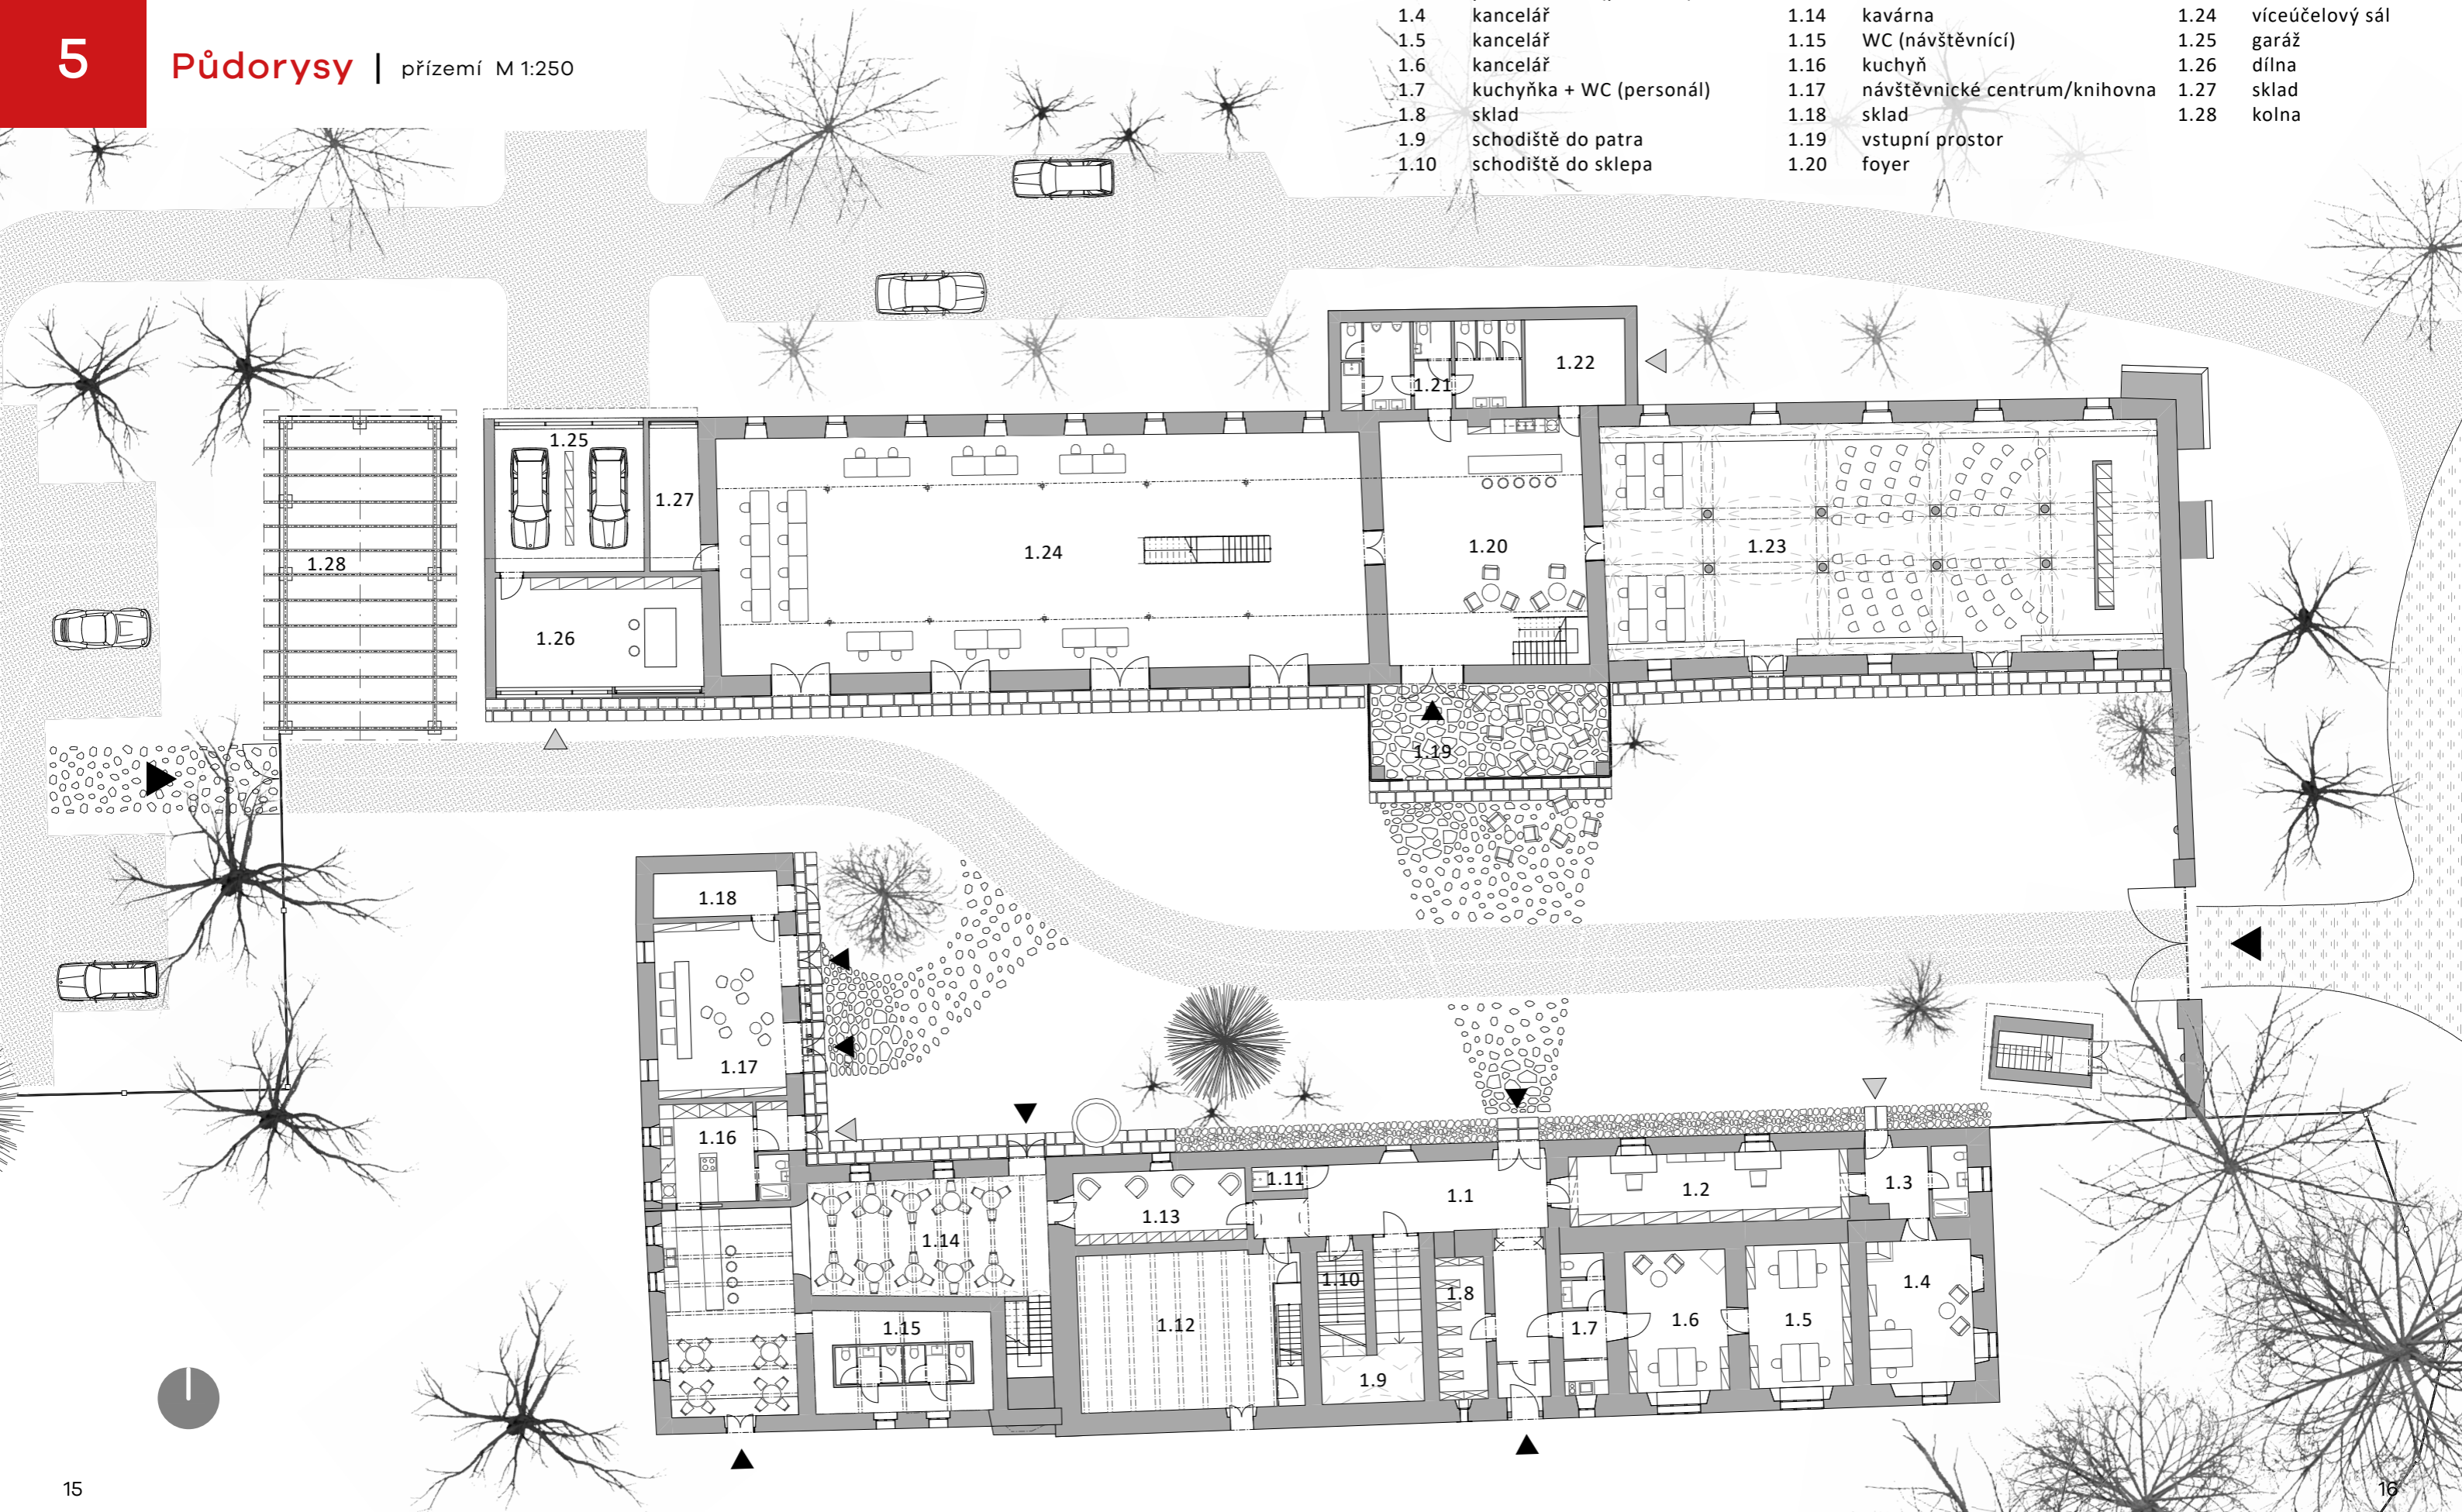 5
Půdorysy | přízemí M 1:250
1.4 kancelář
1.5 kancelář
1.6 kancelář
1.7 kuchyňka + WC (personál)
1.8 sklad
1.9 schodiště do patra
1.10 schodiště do sklepa
1.14 kavárna
1.15 WC (návštěvnící)
1.16 kuchyň
1.17 návštěvnické centrum/knihovna
1.18 sklad
1.19 vstupní prostor
1.20 foyer
1.24 víceúčelový sál
1.25 garáž
1.26 dílna
1.27 sklad
1.28 kolna
1.22
1.21
1.25
1.27
1.24
1.20
1.23
1.28
1.26
1.19
1.18
1.17
1.16
1.11
1.13
1.1
1.2
1.3
1.14
1.10
1.8
1.4
1.12
1.15
1.7
1.6
1.5
1.9
15
16